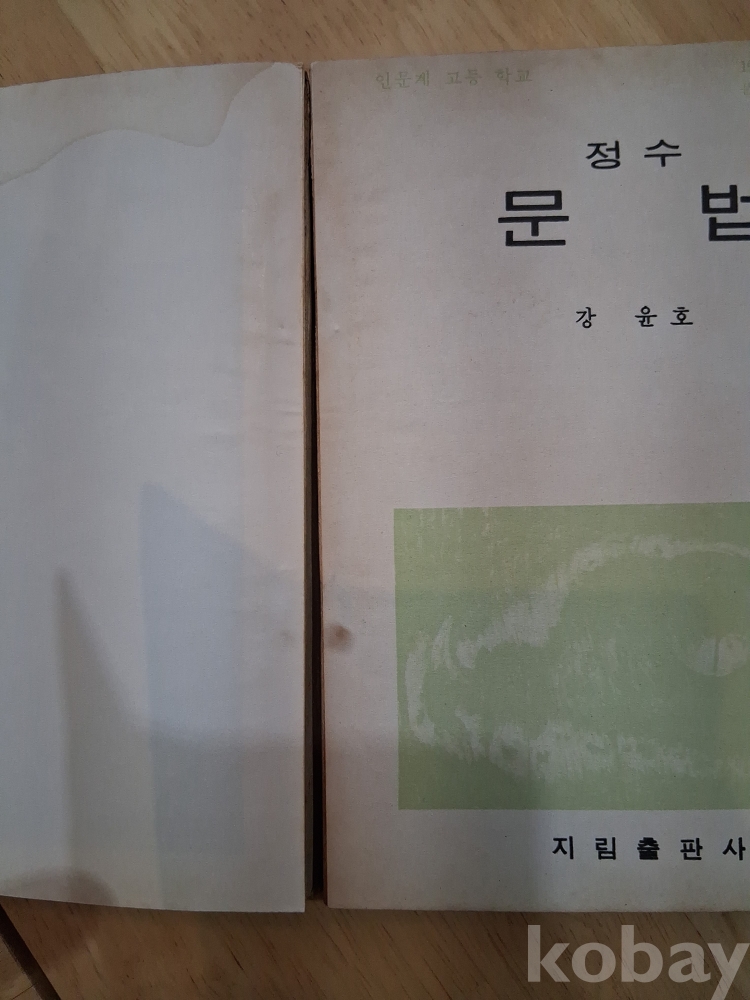 인문계 고등 학교
정수
문 법
강 윤 호
지 림 출 판 사
kobay